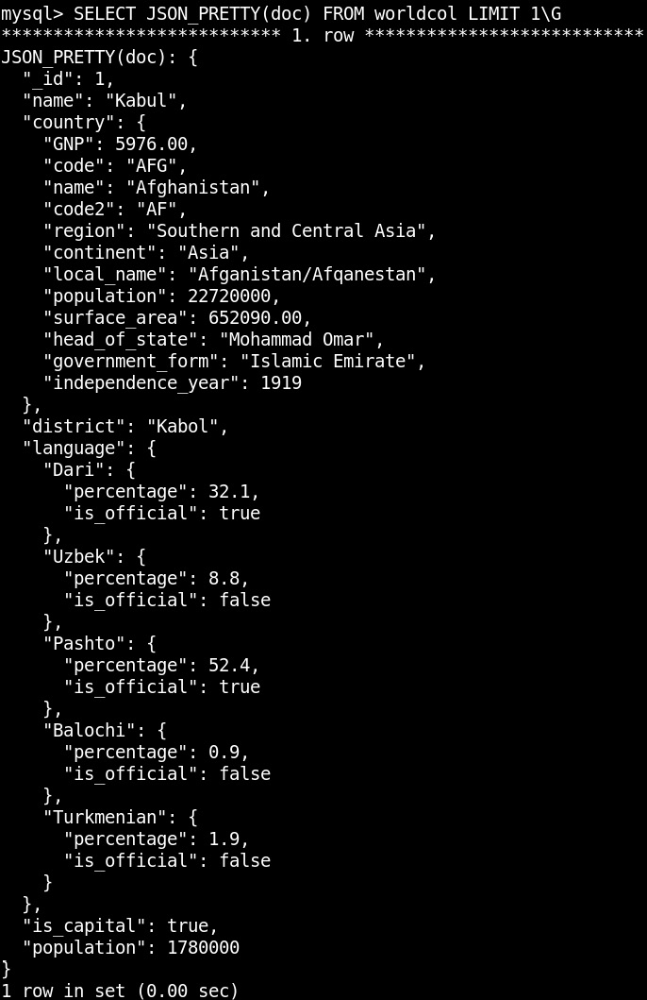 mysql> SELECT JSON_PRETTY(doc) FROM worldcol LIMIT 1\G
*************************** 1. row ***************************
JSON_PRETTY(doc): {
  "_id": 1,
  "name": "Kabul",
  "country": {
    "GNP": 5976.00,
    "code": "AFG",
    "name": "Afghanistan",
    "code2": "AF",
    "region": "Southern and Central Asia",
    "continent": "Asia",
    "local_name": "Afganistan/Afqanestan",
    "population": 22720000,
    "surface_area": 652090.00,
    "head_of_state": "Mohammad Omar",
    "government_form": "Islamic Emirate",
    "independence_year": 1919
  },
  "district": "Kabol",
  "language": {
    "Dari": {
      "percentage": 32.1,
      "is_official": true
    },
    "Uzbek": {
      "percentage": 8.8,
      "is_official": false
    },
    "Pashto": {
      "percentage": 52.4,
      "is_official": true
    },
    "Balochi": {
      "percentage": 0.9,
      "is_official": false
    },
    "Turkmenian": {
      "percentage": 1.9,
      "is_official": false
    }
  },
  "is_capital": true,
  "population": 1780000
}
1 row in set (0.00 sec)